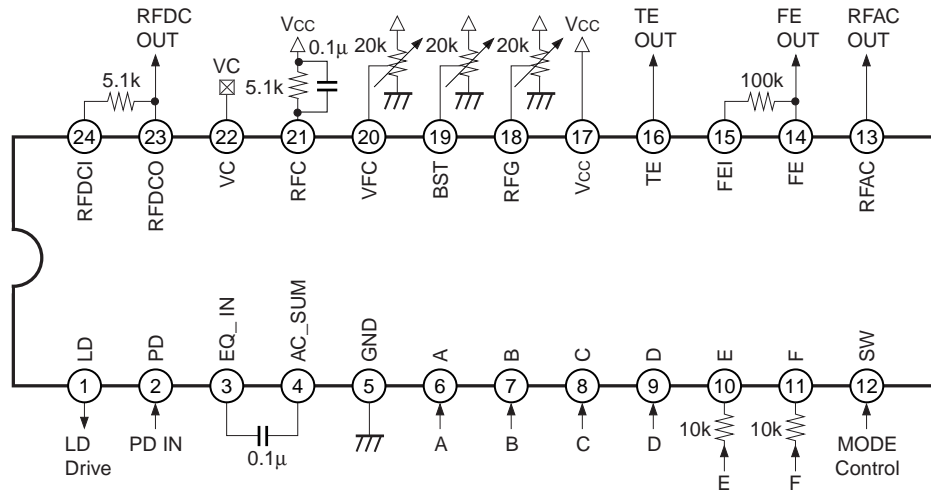 RFDC OUT
VCC
0.1μ
20k
20k
20k
VCC
TE OUT
FE OUT
RFAC OUT
5.1k
VC
5.1k
100k
24 23 22 21 20 19 18 17 16 15 14 13
RFDCI RFDCO VC RFC VFC BST RFG VCC TE FEI FE RFAC
LD PD EQ_IN AC_SUM GND A B C D E F SW
1 2 3 4 5 6 7 8 9 10 11 12
LD Drive
PD IN
0.1μ
A
B
C
D
10k
10k
E
F
MODE Control